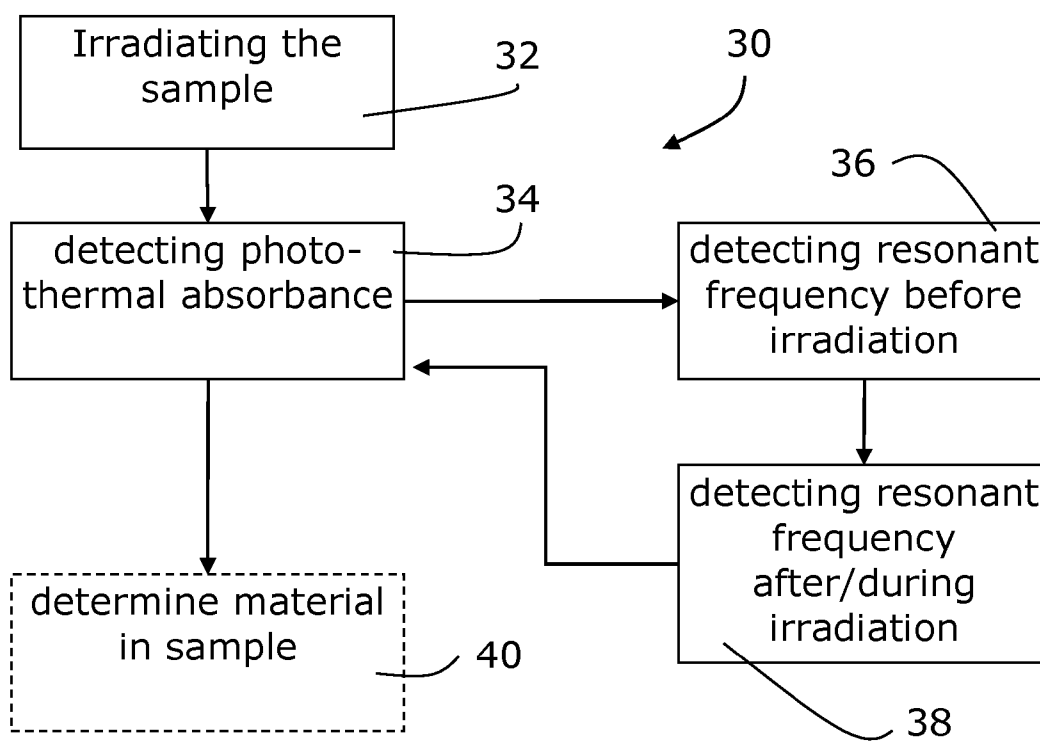 Irradiating the
sample
32
30
34
36
detecting photo-
thermal absorbance
detecting resonant
frequency before
irradiation
detecting resonant
frequency
after/during
irradiation
determine material
in sample
40
38